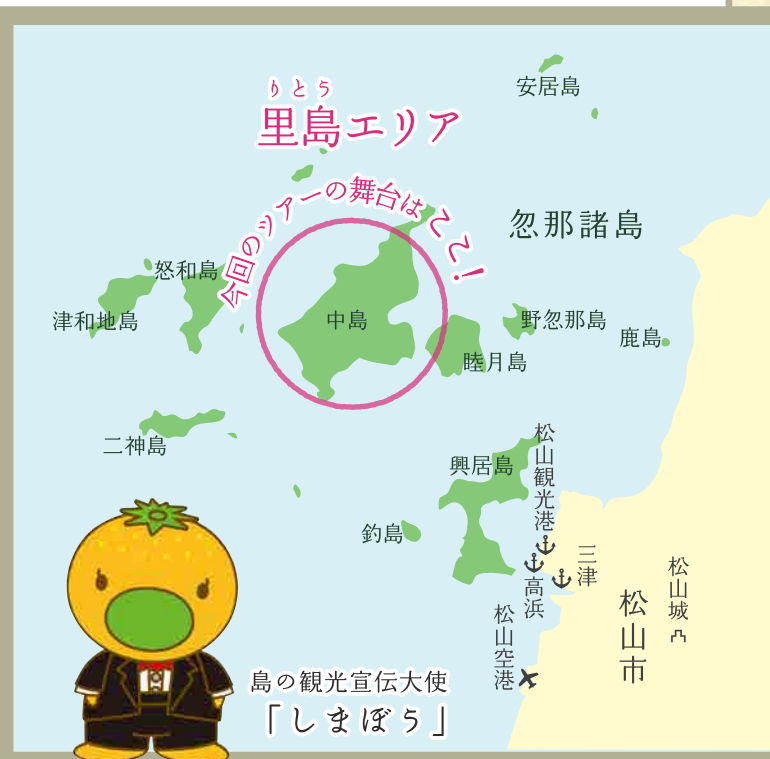 安居島
りとう
里島エリア
今回のツアーの舞台はここ！
忽那諸島
怒和島
津和地島
中島
野忽那島
鹿島
睦月島
二神島
松山観光港
興居島
釣島
三津
高浜
松山城
松山市
松山空港
島の観光宣伝大使
「しまぼう」